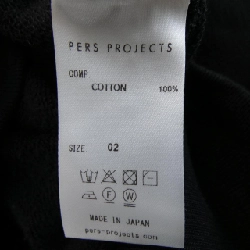 PERS PROJECTS
COMP
COTTON 100%
SIZE 02
F W
MADE IN JAPAN
pers-projects.com